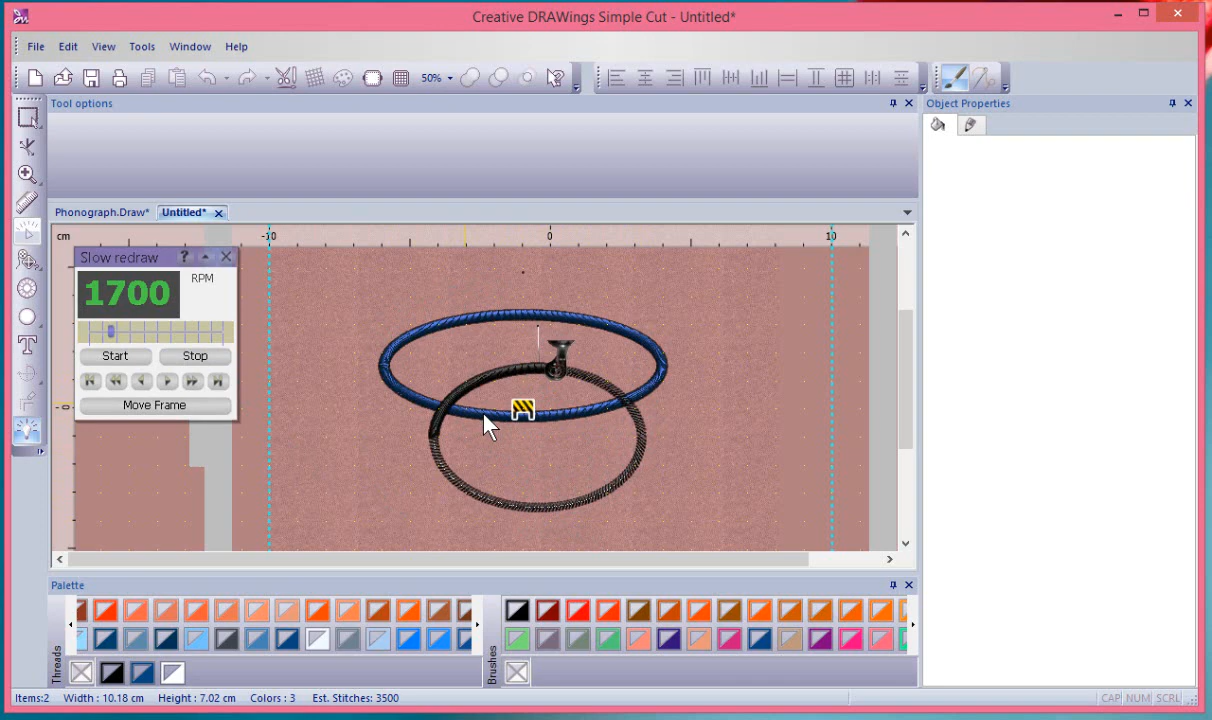 Creative DRAWings Simple Cut - Untitled*
File Edit View Tools Window Help
50%
Tool options
Object Properties
Phonograph.Draw* Untitled*
cm -10 0 10
Slow redraw ?
1700 RPM
Start Stop
Move Frame
0
Palette
Threads
Brushes
Items:2 Width : 10.18 cm Height : 7.02 cm Colors : 3 Est. Stitches: 3500 CAP NUM SCRL